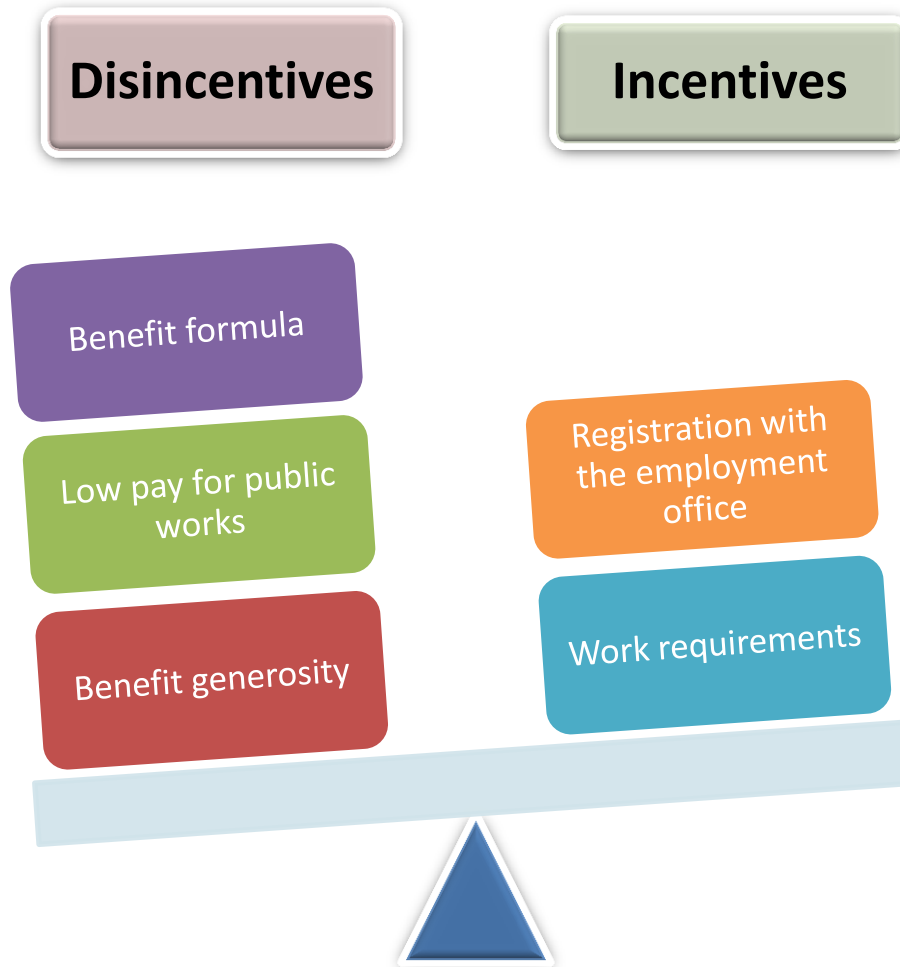 Disincentives
Incentives
Benefit formula
Low pay for public
works
Benefit generosity
Registration with
the employment
office
Work requirements